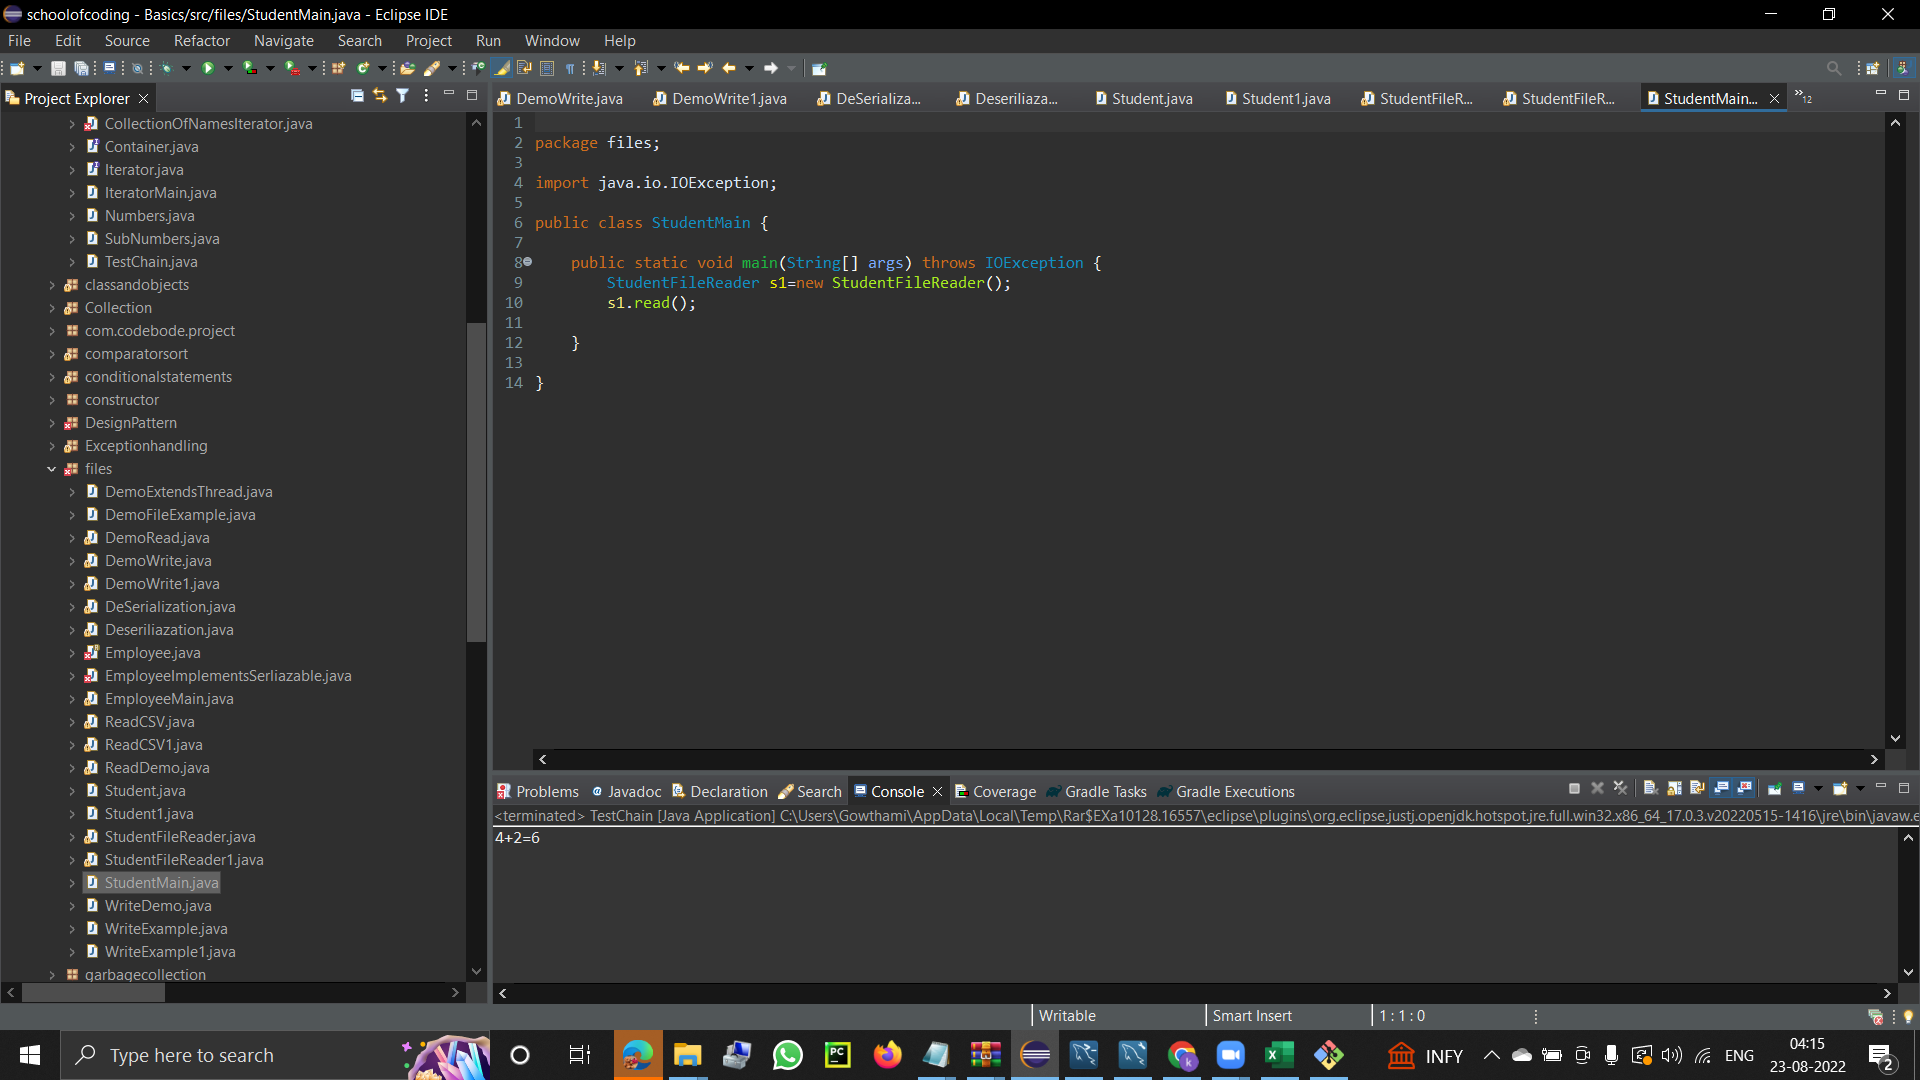 schoolofcoding - Basics/src/files/StudentMain.java - Eclipse IDE
File Edit Source Refactor Navigate Search Project Run Window Help
Project Explorer
CollectionOfNamesIterator.java
Container.java
Iterator.java
IteratorMain.java
Numbers.java
SubNumbers.java
TestChain.java
classandobjects
Collection
com.codebode.project
comparatorsort
conditionalstatements
constructor
DesignPattern
Exceptionhandling
files
DemoExtendsThread.java
DemoFileExample.java
DemoRead.java
DemoWrite.java
DemoWrite1.java
DeSerialization.java
Deseriliazation.java
Employee.java
EmployeeImplementsSerliazable.java
EmployeeMain.java
ReadCSV.java
ReadCSV1.java
ReadDemo.java
Student.java
Student1.java
StudentFileReader.java
StudentFileReader1.java
StudentMain.java
WriteDemo.java
WriteExample.java
WriteExample1.java
garbagecollection
DemoWrite.java DemoWrite1.java DeSerializa... Deseriliaza... Student.java Student1.java StudentFileR... StudentFileR... StudentMain... »12
1
2 package files;
3
4 import java.io.IOException;
5
6 public class StudentMain {
7
8 public static void main(String[] args) throws IOException {
9 StudentFileReader s1=new StudentFileReader();
10 s1.read();
11
12 }
13
14 }
Problems Javadoc Declaration Search Console Coverage Gradle Tasks Gradle Executions
<terminated> TestChain [Java Application] C:\Users\Gowthami\AppData\Local\Temp\Rar$EXa10128.16557\eclipse\plugins\org.eclipse.justj.openjdk.hotspot.jre.full.win32.x86_64_17.0.3.v20220515-1416\jre\bin\javaw.e
4+2=6
Writable Smart Insert 1 : 1 : 0
Type here to search
PC
k
INFY
ENG
04:15
23-08-2022
2